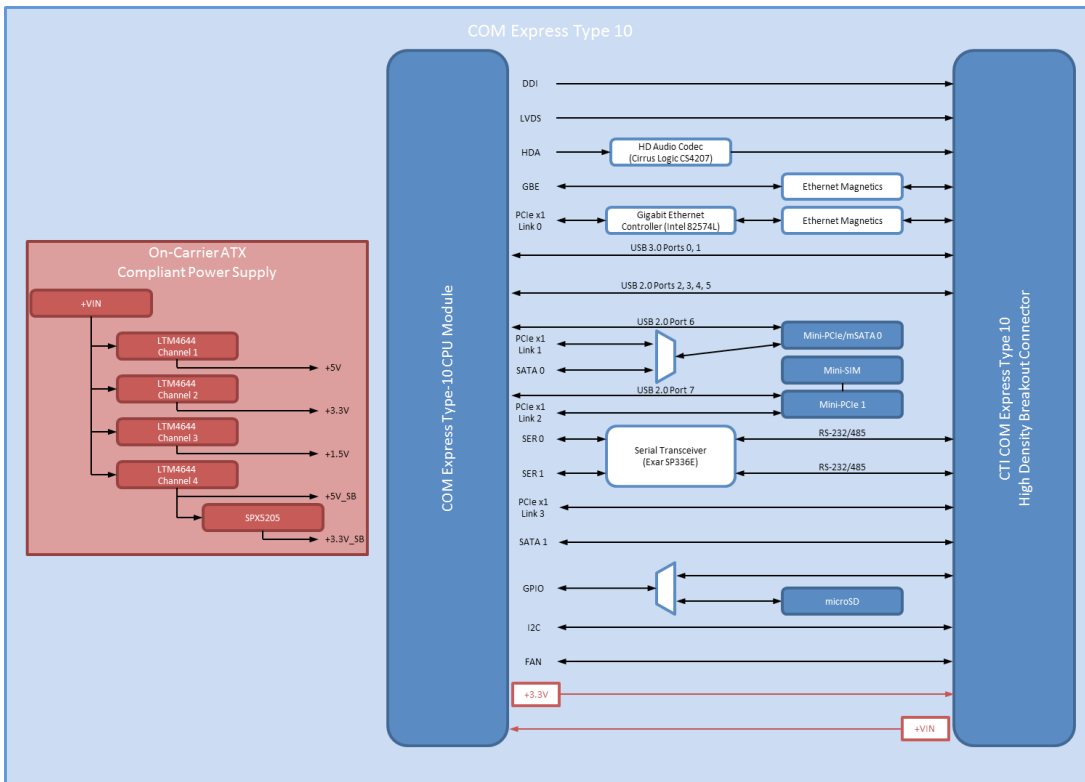 COM Express Type 10
On-Carrier ATX
Compliant Power Supply
+VIN
LTM4644
Channel 1
+5V
LTM4644
Channel 2
+3.3V
LTM4644
Channel 3
+1.5V
LTM4644
Channel 4
+5V_SB
SPX5205
+3.3V_SB
COM Express Type-10 CPU Module
DDI
LVDS
HDA
HD Audio Codec
(Cirrus Logic CS4207)
GBE
Ethernet Magnetics
PCIe x1
Link 0
Gigabit Ethernet
Controller (Intel 82574L)
Ethernet Magnetics
USB 3.0 Ports 0, 1
USB 2.0 Ports 2, 3, 4, 5
USB 2.0 Port 6
PCIe x1
Link 1
Mini-PCIe/mSATA 0
SATA 0
Mini-SIM
USB 2.0 Port 7
PCIe x1
Link 2
Mini-PCIe 1
SER 0
Serial Transceiver
(Exar SP336E)
RS-232/485
SER 1
RS-232/485
PCIe x1
Link 3
SATA 1
GPIO
microSD
I2C
FAN
+3.3V
+VIN
CTI COM Express Type 10
High Density Breakout Connector